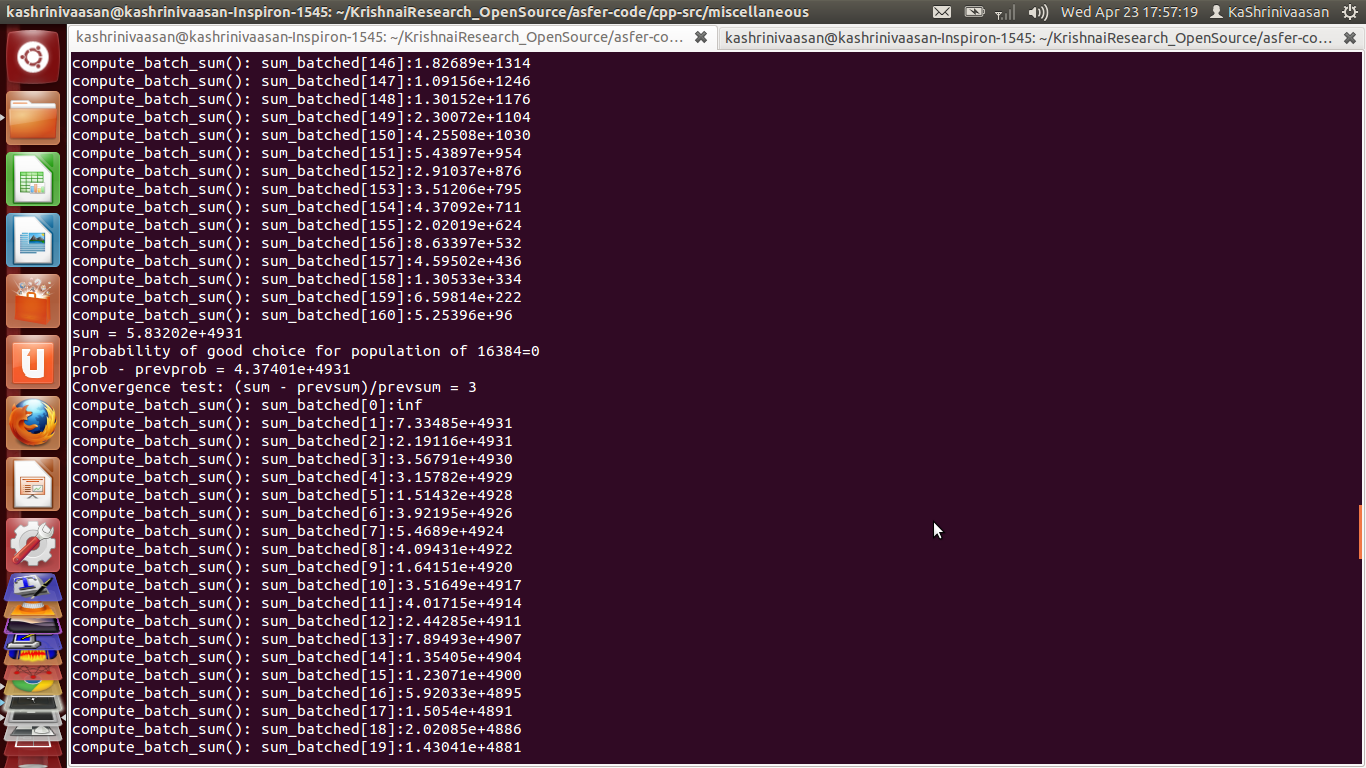 kashrinivaasan@kashrinivaasan-Inspiron-1545: ~/KrishnaiResearch_OpenSource/asfer-code/cpp-src/miscellaneous
Wed Apr 23 17:57:19
KaShrinivaasan
kashrinivaasan@kashrinivaasan-Inspiron-1545: ~/KrishnaiResearch_OpenSource/asfer-co...
kashrinivaasan@kashrinivaasan-Inspiron-1545: ~/KrishnaiResearch_OpenSource/asfer-co...
compute_batch_sum(): sum_batched[146]:1.82689e+1314
compute_batch_sum(): sum_batched[147]:1.09156e+1246
compute_batch_sum(): sum_batched[148]:1.30152e+1176
compute_batch_sum(): sum_batched[149]:2.30072e+1104
compute_batch_sum(): sum_batched[150]:4.25508e+1030
compute_batch_sum(): sum_batched[151]:5.43897e+954
compute_batch_sum(): sum_batched[152]:2.91037e+876
compute_batch_sum(): sum_batched[153]:3.51206e+795
compute_batch_sum(): sum_batched[154]:4.37092e+711
compute_batch_sum(): sum_batched[155]:2.02019e+624
compute_batch_sum(): sum_batched[156]:8.63397e+532
compute_batch_sum(): sum_batched[157]:4.59502e+436
compute_batch_sum(): sum_batched[158]:1.30533e+334
compute_batch_sum(): sum_batched[159]:6.59814e+222
compute_batch_sum(): sum_batched[160]:5.25396e+96
sum = 5.83202e+4931
Probability of good choice for population of 16384=0
prob - prevprob = 4.37401e+4931
Convergence test: (sum - prevsum)/prevsum = 3
compute_batch_sum(): sum_batched[0]:inf
compute_batch_sum(): sum_batched[1]:7.33485e+4931
compute_batch_sum(): sum_batched[2]:2.19116e+4931
compute_batch_sum(): sum_batched[3]:3.56791e+4930
compute_batch_sum(): sum_batched[4]:3.15782e+4929
compute_batch_sum(): sum_batched[5]:1.51432e+4928
compute_batch_sum(): sum_batched[6]:3.92195e+4926
compute_batch_sum(): sum_batched[7]:5.4689e+4924
compute_batch_sum(): sum_batched[8]:4.09431e+4922
compute_batch_sum(): sum_batched[9]:1.64151e+4920
compute_batch_sum(): sum_batched[10]:3.51649e+4917
compute_batch_sum(): sum_batched[11]:4.01715e+4914
compute_batch_sum(): sum_batched[12]:2.44285e+4911
compute_batch_sum(): sum_batched[13]:7.89493e+4907
compute_batch_sum(): sum_batched[14]:1.35405e+4904
compute_batch_sum(): sum_batched[15]:1.23071e+4900
compute_batch_sum(): sum_batched[16]:5.92033e+4895
compute_batch_sum(): sum_batched[17]:1.5054e+4891
compute_batch_sum(): sum_batched[18]:2.02085e+4886
compute_batch_sum(): sum_batched[19]:1.43041e+4881